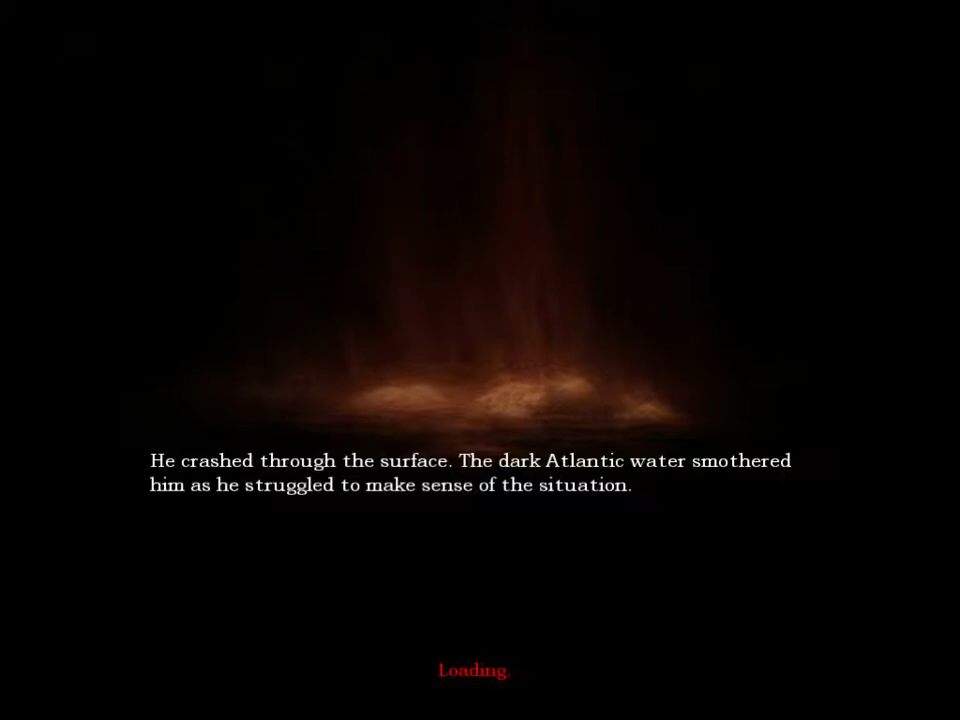 He crashed through the surface. The dark Atlantic water smothered
him as he struggled to make sense of the situation.
Loading.